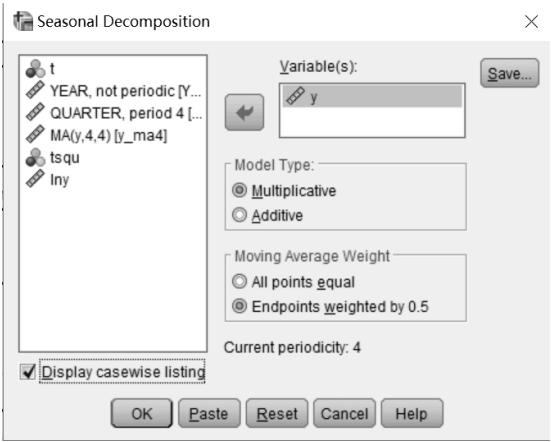 Seasonal Decomposition
t
YEAR, not periodic [Y...
QUARTER, period 4 [...
MA(y,4,4) [y_ma4]
tsqu
lny
Variable(s):
y
Save...
Model Type:
Multiplicative
Additive
Moving Average Weight
All points equal
Endpoints weighted by 0.5
Current periodicity: 4
Display casewise listing
OK Paste Reset Cancel Help